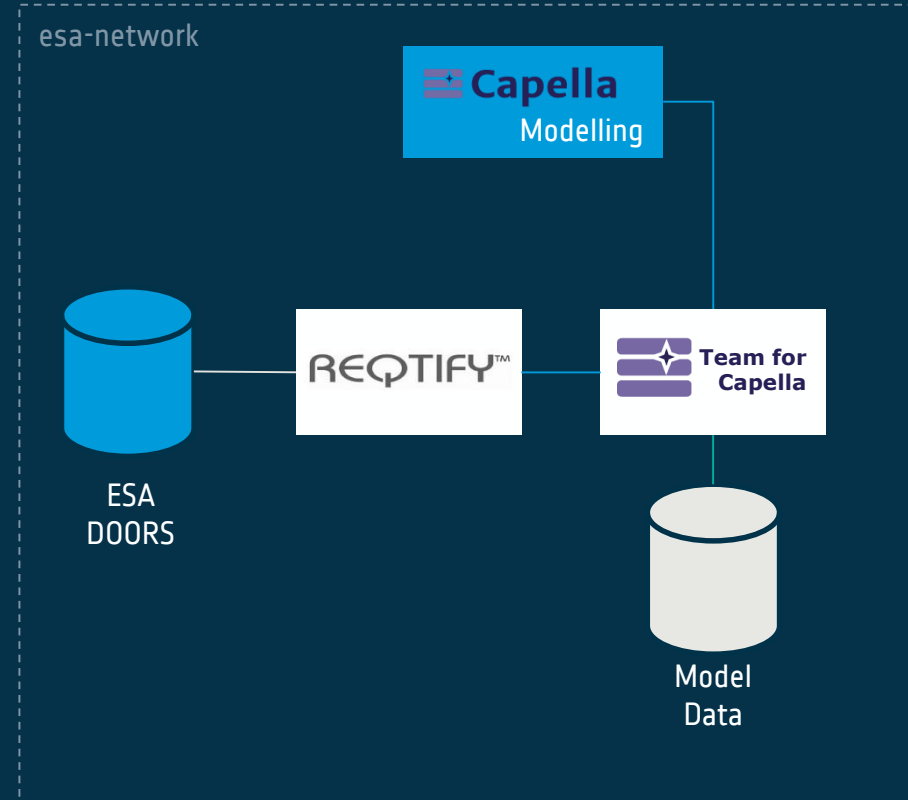 esa-network
Capella
Modelling
REQTIFY™
Team for
Capella
ESA
DOORS
Model
Data